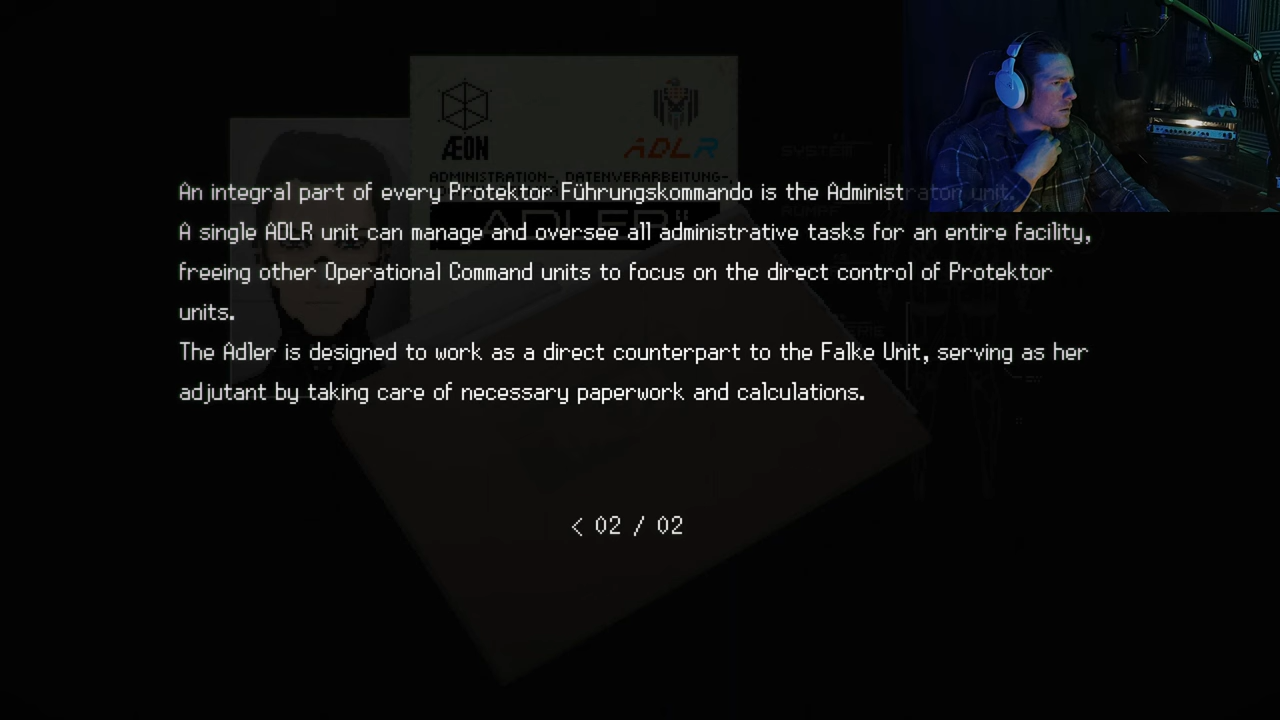 ÆON
ADLR
ADMINISTRATION-, DATENVERARBEITUNG-,
SYSTEM
An integral part of every Protektor Führungskommando is the Administraton unit.
A single ADLR unit can manage and oversee all administrative tasks for an entire facility,
freeing other Operational Command units to focus on the direct control of Protektor
units.
The Adler is designed to work as a direct counterpart to the Falke Unit, serving as her
adjutant by taking care of necessary paperwork and calculations.
< 02 / 02